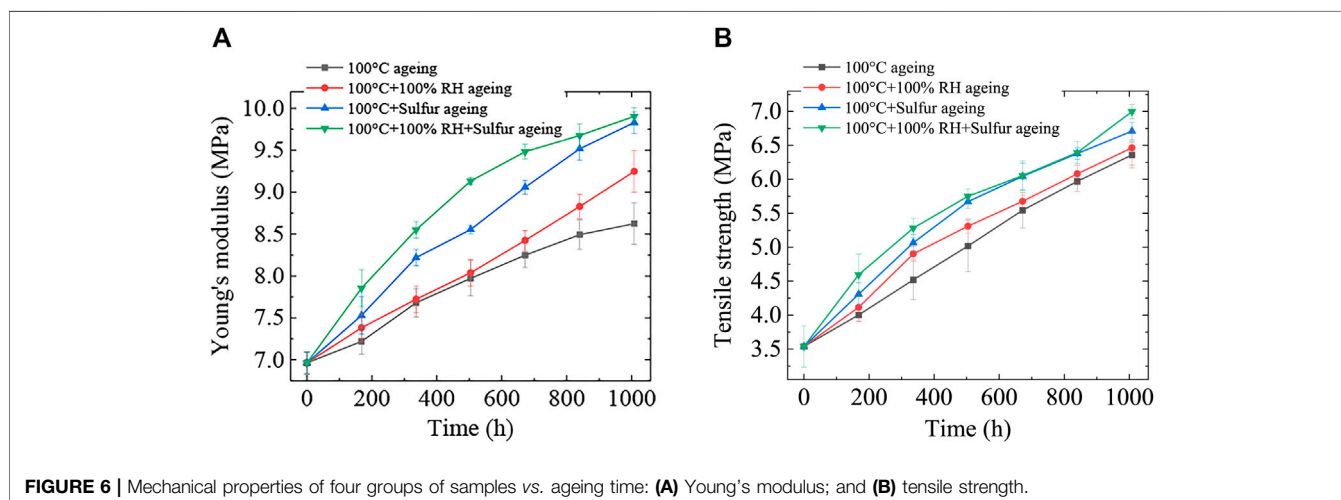 A
100°C ageing
100°C+100% RH ageing
100°C+Sulfur ageing
100°C+100% RH+Sulfur ageing
10.0
9.5
9.0
8.5
8.0
7.5
7.0
Young's modulus (MPa)
0 200 400 600 800 1000
Time (h)
B
100°C ageing
100°C+100% RH ageing
100°C+Sulfur ageing
100°C+100% RH+Sulfur ageing
7.0
6.5
6.0
5.5
5.0
4.5
4.0
3.5
Tensile strength (MPa)
0 200 400 600 800 1000
Time (h)
FIGURE 6 | Mechanical properties of four groups of samples vs. ageing time: (A) Young’s modulus; and (B) tensile strength.